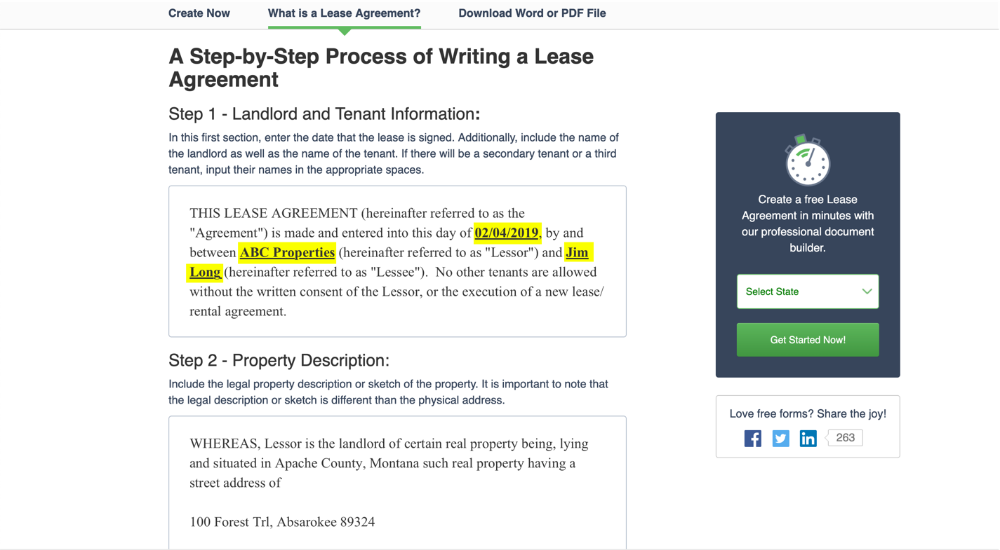 Create Now
What is a Lease Agreement?
Download Word or PDF File
A Step-by-Step Process of Writing a Lease
Agreement
Step 1 - Landlord and Tenant Information:
In this first section, enter the date that the lease is signed. Additionally, include the name of
the landlord as well as the name of the tenant. If there will be a secondary tenant or a third
tenant, input their names in the appropriate spaces.
THIS LEASE AGREEMENT (hereinafter referred to as the
"Agreement") is made and entered into this day of 02/04/2019, by and
between ABC Properties (hereinafter referred to as "Lessor") and Jim
Long (hereinafter referred to as "Lessee").  No other tenants are allowed
without the written consent of the Lessor, or the execution of a new lease/
rental agreement.
Step 2 - Property Description:
Include the legal property description or sketch of the property. It is important to note that
the legal description or sketch is different than the physical address.
WHEREAS, Lessor is the landlord of certain real property being, lying
and situated in Apache County, Montana such real property having a
street address of
100 Forest Trl, Absarokee 89324
Create a free Lease
Agreement in minutes with
our professional document
builder.
Select State
Get Started Now!
Love free forms? Share the joy!
263